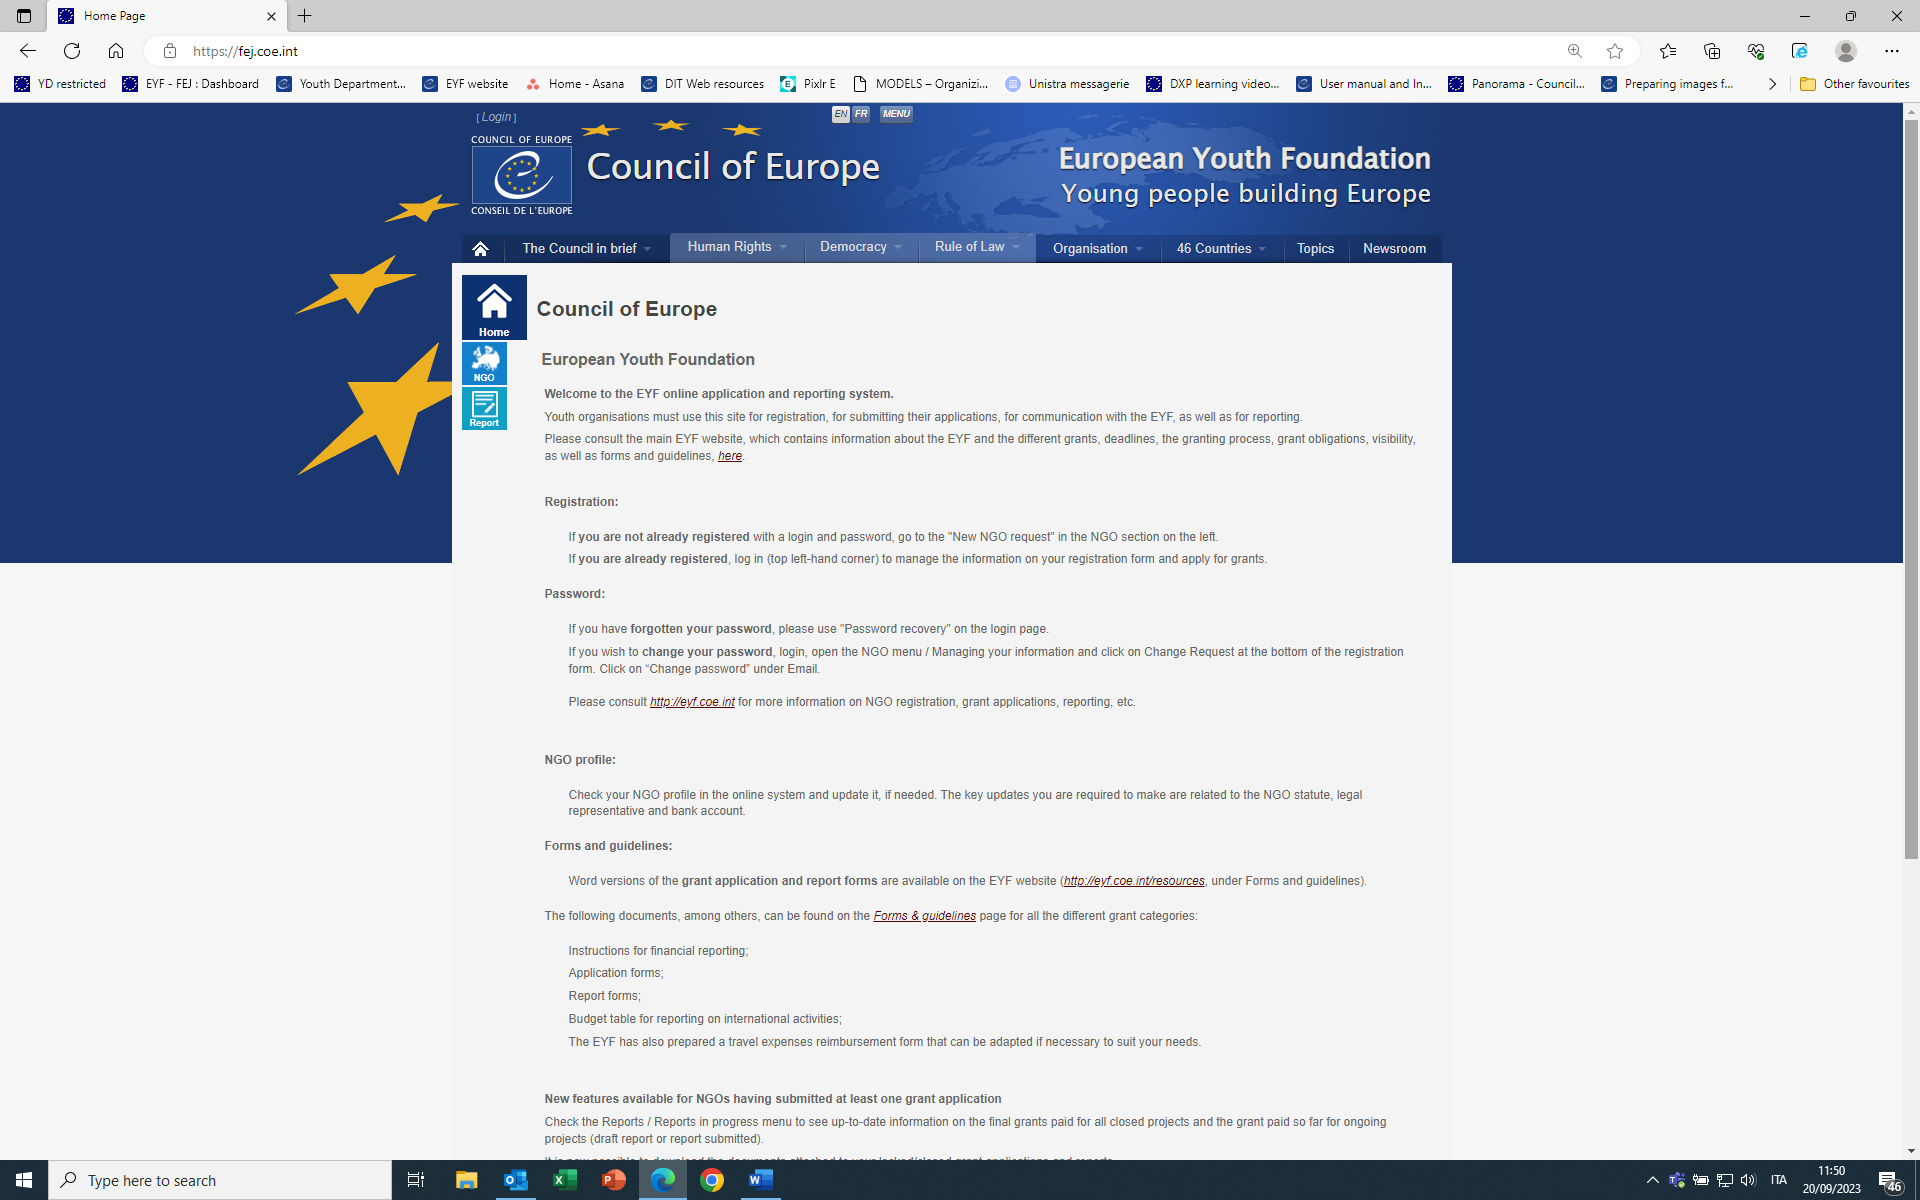 Home Page
https://fej.coe.int
YD restricted
EYF - FEJ : Dashboard
Youth Department...
EYF website
Home - Asana
DIT Web resources
Pixlr E
MODELS – Organizi...
Unistra messagerie
DXP learning video...
User manual and In...
Panorama - Council...
Preparing images f...
Other favourites
[ Login ]
EN FR MENU
COUNCIL OF EUROPE
CONSEIL DE L'EUROPE
Council of Europe
European Youth Foundation
Young people building Europe
The Council in brief
Human Rights
Democracy
Rule of Law
Organisation
46 Countries
Topics
Newsroom
Home
NGO
Report
Council of Europe
European Youth Foundation
Welcome to the EYF online application and reporting system.
Youth organisations must use this site for registration, for submitting their applications, for communication with the EYF, as well as for reporting.
Please consult the main EYF website, which contains information about the EYF and the different grants, deadlines, the granting process, grant obligations, visibility,
as well as forms and guidelines, here.
Registration:
If you are not already registered with a login and password, go to the "New NGO request" in the NGO section on the left.
If you are already registered, log in (top left-hand corner) to manage the information on your registration form and apply for grants.
Password:
If you have forgotten your password, please use "Password recovery" on the login page.
If you wish to change your password, login, open the NGO menu / Managing your information and click on Change Request at the bottom of the registration
form. Click on “Change password” under Email.
Please consult http://eyf.coe.int for more information on NGO registration, grant applications, reporting, etc.
NGO profile:
Check your NGO profile in the online system and update it, if needed. The key updates you are required to make are related to the NGO statute, legal
representative and bank account.
Forms and guidelines:
Word versions of the grant application and report forms are available on the EYF website (http://eyf.coe.int/resources, under Forms and guidelines).
The following documents, among others, can be found on the Forms & guidelines page for all the different grant categories:
Instructions for financial reporting;
Application forms;
Report forms;
Budget table for reporting on international activities;
The EYF has also prepared a travel expenses reimbursement form that can be adapted if necessary to suit your needs.
New features available for NGOs having submitted at least one grant application
Check the Reports / Reports in progress menu to see up-to-date information on the final grants paid for all closed projects and the grant paid so far for ongoing
projects (draft report or report submitted).
Type here to search
ITA
11:50
20/09/2023
46